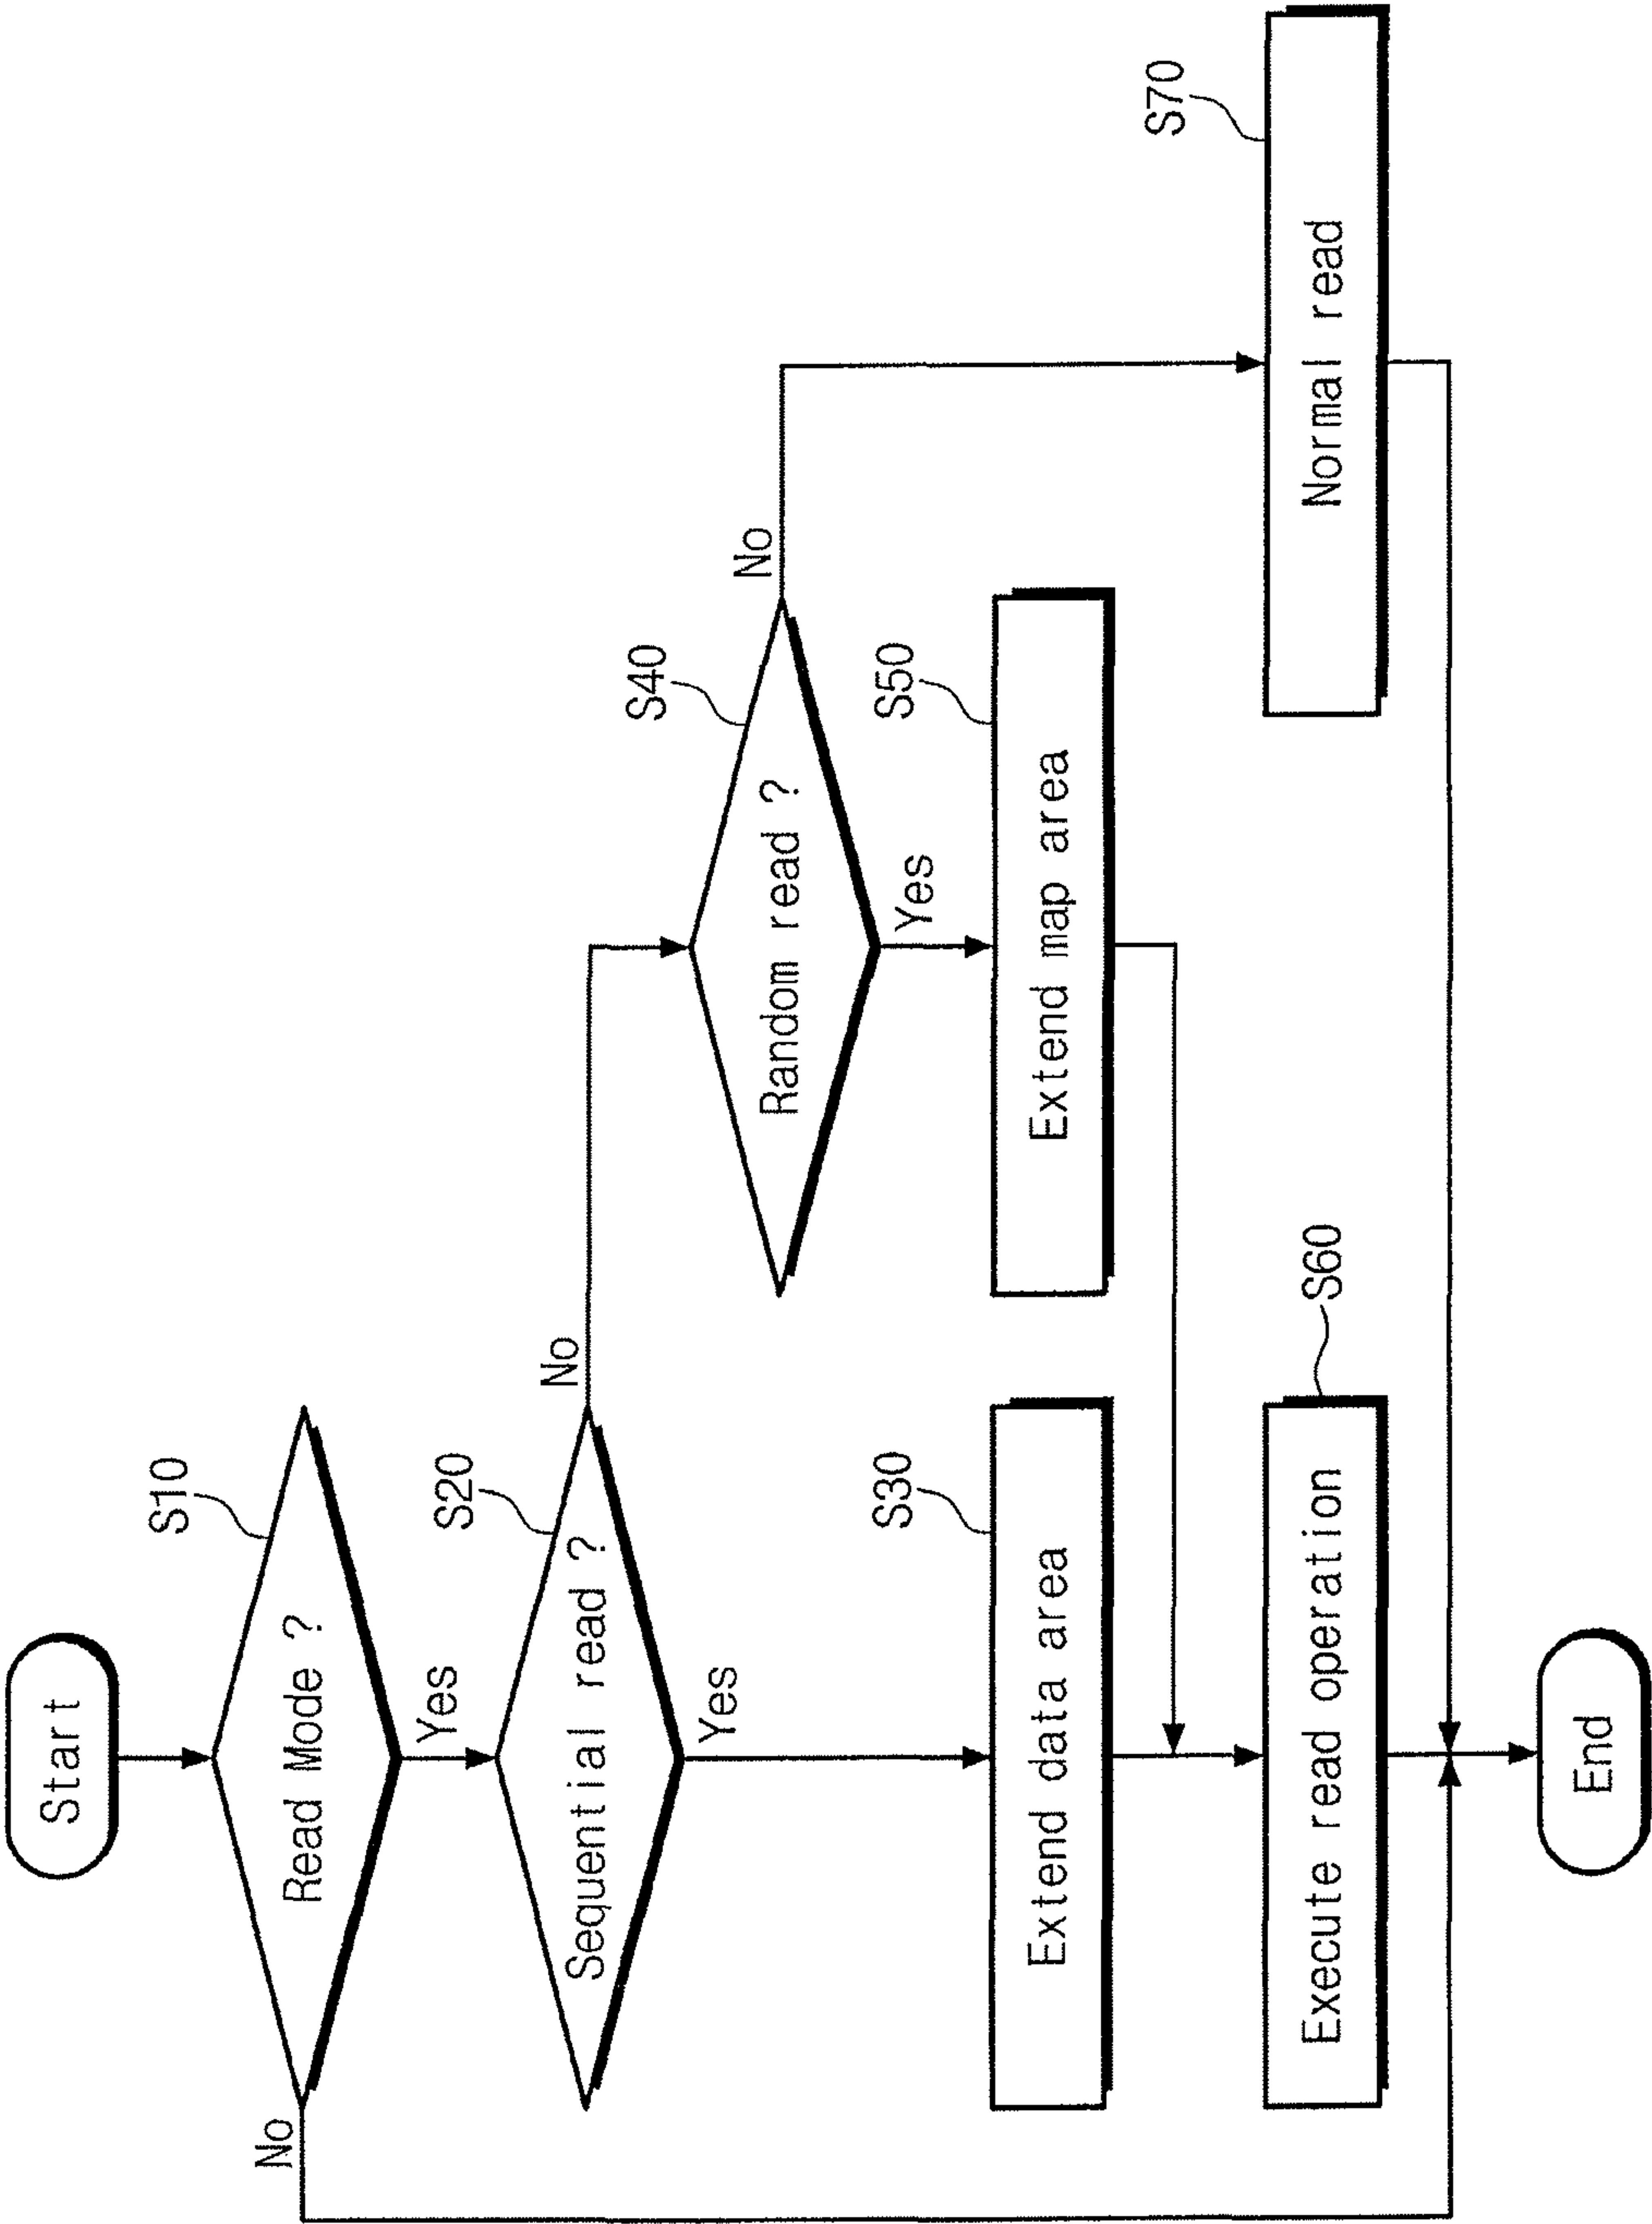 Start
S10
Read Mode ?
No
Yes
S20
Sequential read ?
No
Yes
S40
Random read ?
No
Yes
S30
Extend data area
S50
Extend map area
S60
Execute read operation
S70
Normal read
End